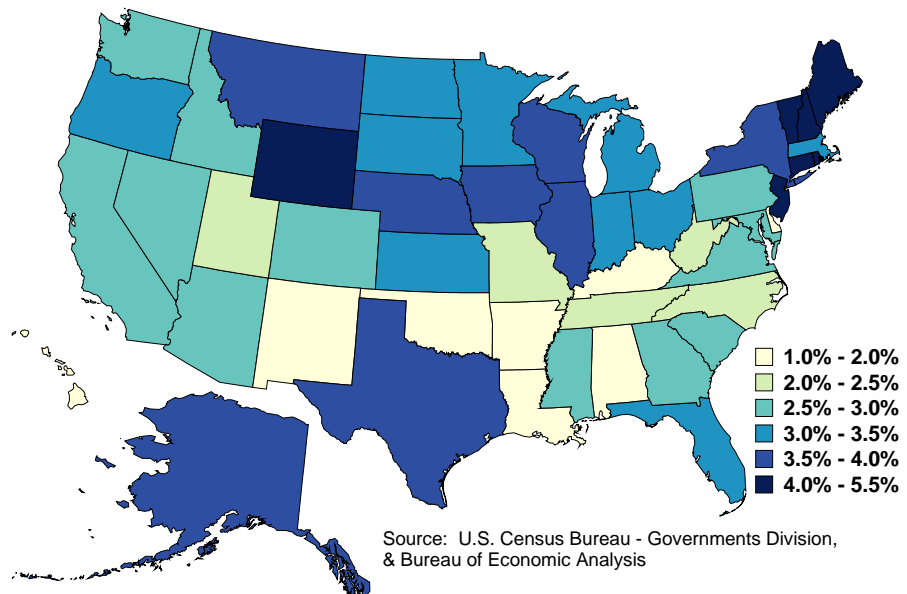 1.0% - 2.0%
2.0% - 2.5%
2.5% - 3.0%
3.0% - 3.5%
3.5% - 4.0%
4.0% - 5.5%
Source:  U.S. Census Bureau - Governments Division,
& Bureau of Economic Analysis